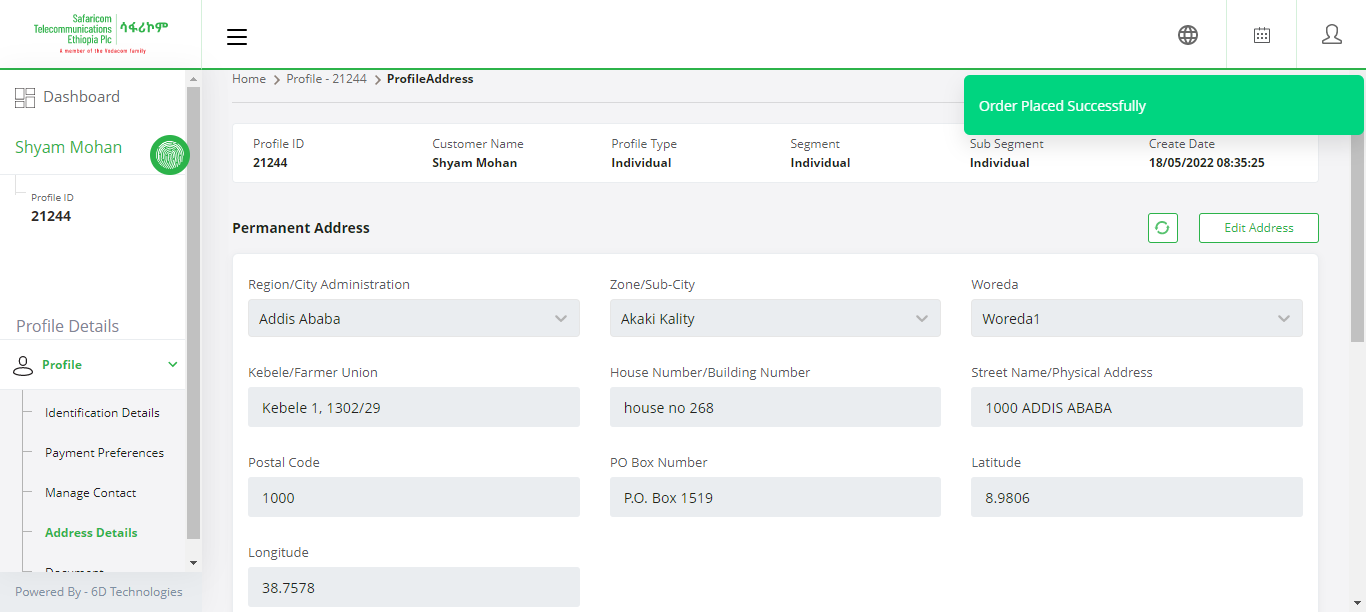 Safaricom
Telecommunications
Ethiopia Plc
ሳፋሪኮም
A member of the Vodacom family
Dashboard
Shyam Mohan
Profile ID
21244
Profile Details
Profile
Identification Details
Payment Preferences
Manage Contact
Address Details
Document
Powered By - 6D Technologies
Home > Profile - 21244 > ProfileAddress
Order Placed Successfully
Profile ID Customer Name Profile Type Segment Sub Segment Create Date
21244 Shyam Mohan Individual Individual Individual 18/05/2022 08:35:25
Permanent Address
Edit Address
Region/City Administration Zone/Sub-City Woreda
Addis Ababa Akaki Kality Woreda1
Kebele/Farmer Union House Number/Building Number Street Name/Physical Address
Kebele 1, 1302/29 house no 268 1000 ADDIS ABABA
Postal Code PO Box Number Latitude
1000 P.O. Box 1519 8.9806
Longitude
38.7578